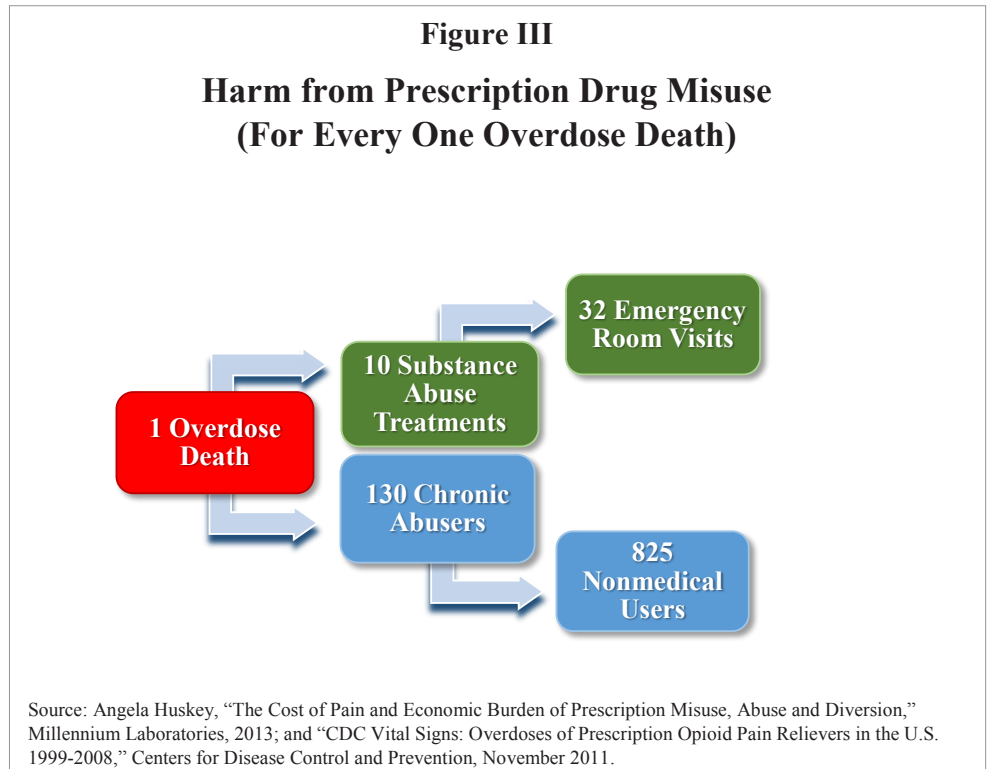 Figure III
Harm from Prescription Drug Misuse
(For Every One Overdose Death)
32 Emergency
Room Visits
10 Substance
Abuse
Treatments
1 Overdose
Death
130 Chronic
Abusers
825
Nonmedical
Users
Source: Angela Huskey, “The Cost of Pain and Economic Burden of Prescription Misuse, Abuse and Diversion,”
Millennium Laboratories, 2013; and “CDC Vital Signs: Overdoses of Prescription Opioid Pain Relievers in the U.S.
1999-2008,” Centers for Disease Control and Prevention, November 2011.